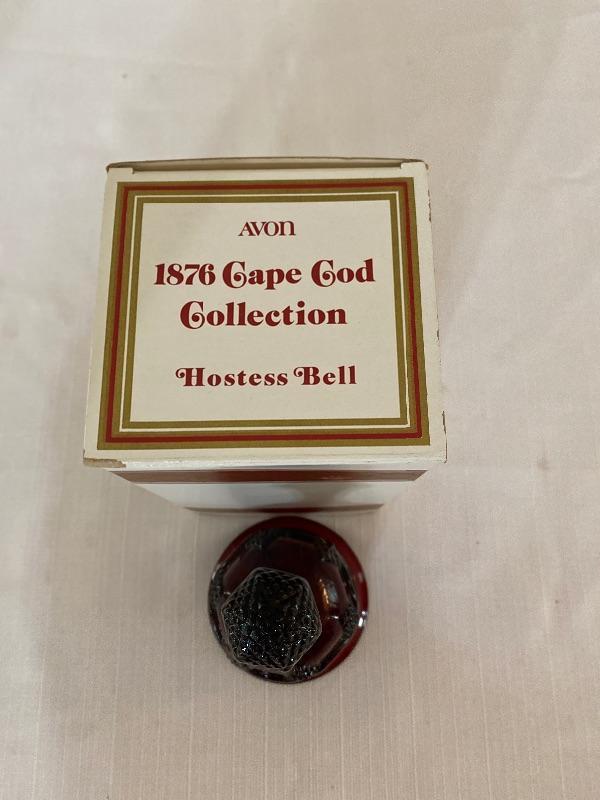 AVON
1876 Cape Cod
Collection
Hostess Bell